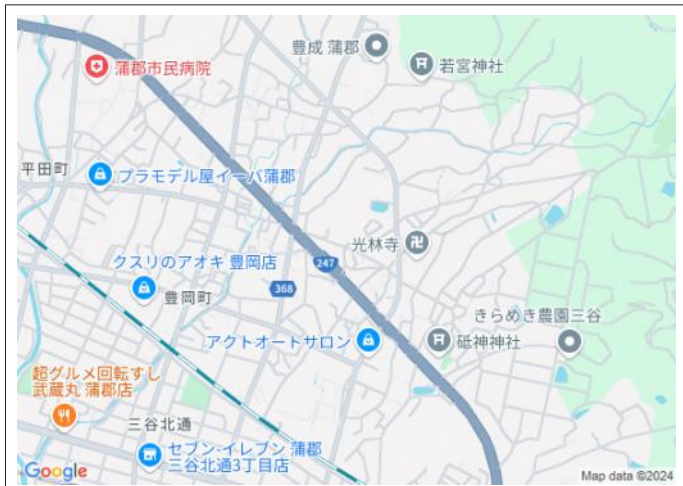 豊成 蒲郡
若宮神社
蒲郡市民病院
平田町
プラモデル屋イーバ蒲郡
光林寺
クスリのアオキ 豊岡店
247
368
豊岡町
きらめき農園三谷
アクトオートサロン
砥神神社
超グルメ回転すし
武蔵丸 蒲郡店
三谷北通
セブン-イレブン 蒲郡
三谷北通3丁目店
Google
Map data ©2024